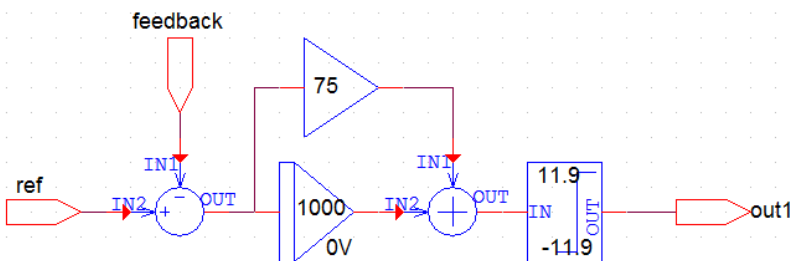 feedback
75
IN1
IN1
ref
IN2
+
-
OUT
1000
0V
IN2
OUT
11.9
IN
OUT
-11.9
out1